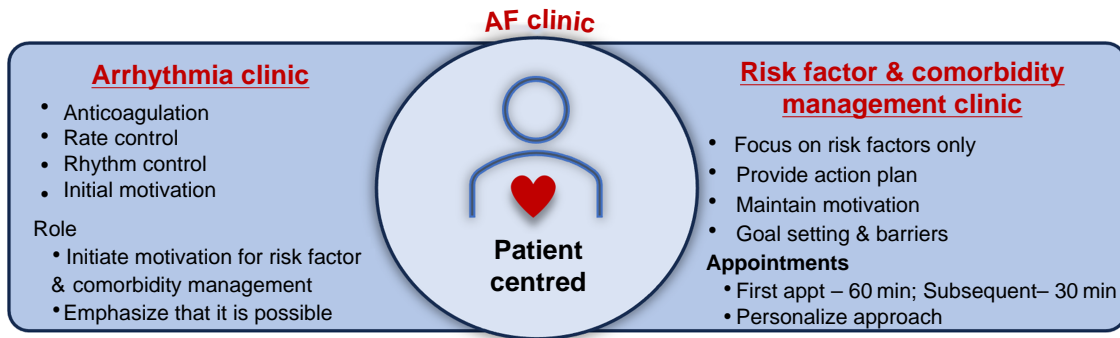 AF clinic
Arrhythmia clinic
• Anticoagulation
• Rate control
• Rhythm control
• Initial motivation
Role
• Initiate motivation for risk factor
& comorbidity management
• Emphasize that it is possible
Patient
centred
Risk factor & comorbidity
management clinic
• Focus on risk factors only
• Provide action plan
• Maintain motivation
• Goal setting & barriers
Appointments
• First appt – 60 min; Subsequent– 30 min
• Personalize approach